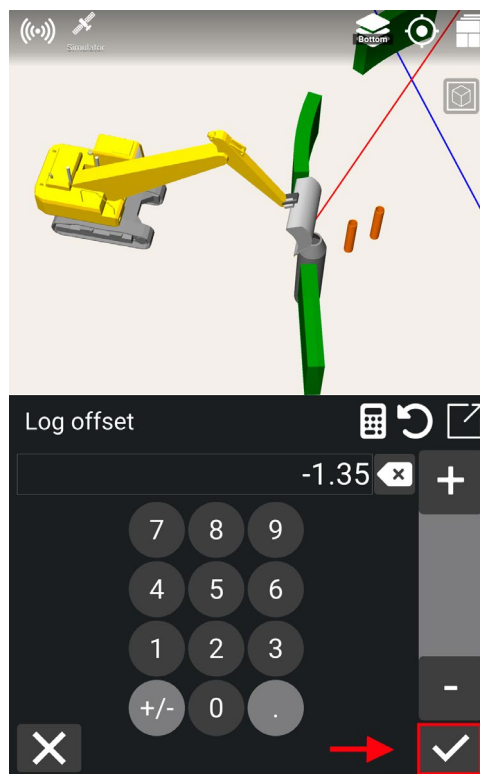 Simulator
Bottom
Log offset
-1.35
+
7 8 9
4 5 6
1 2 3
+/- 0 .
-